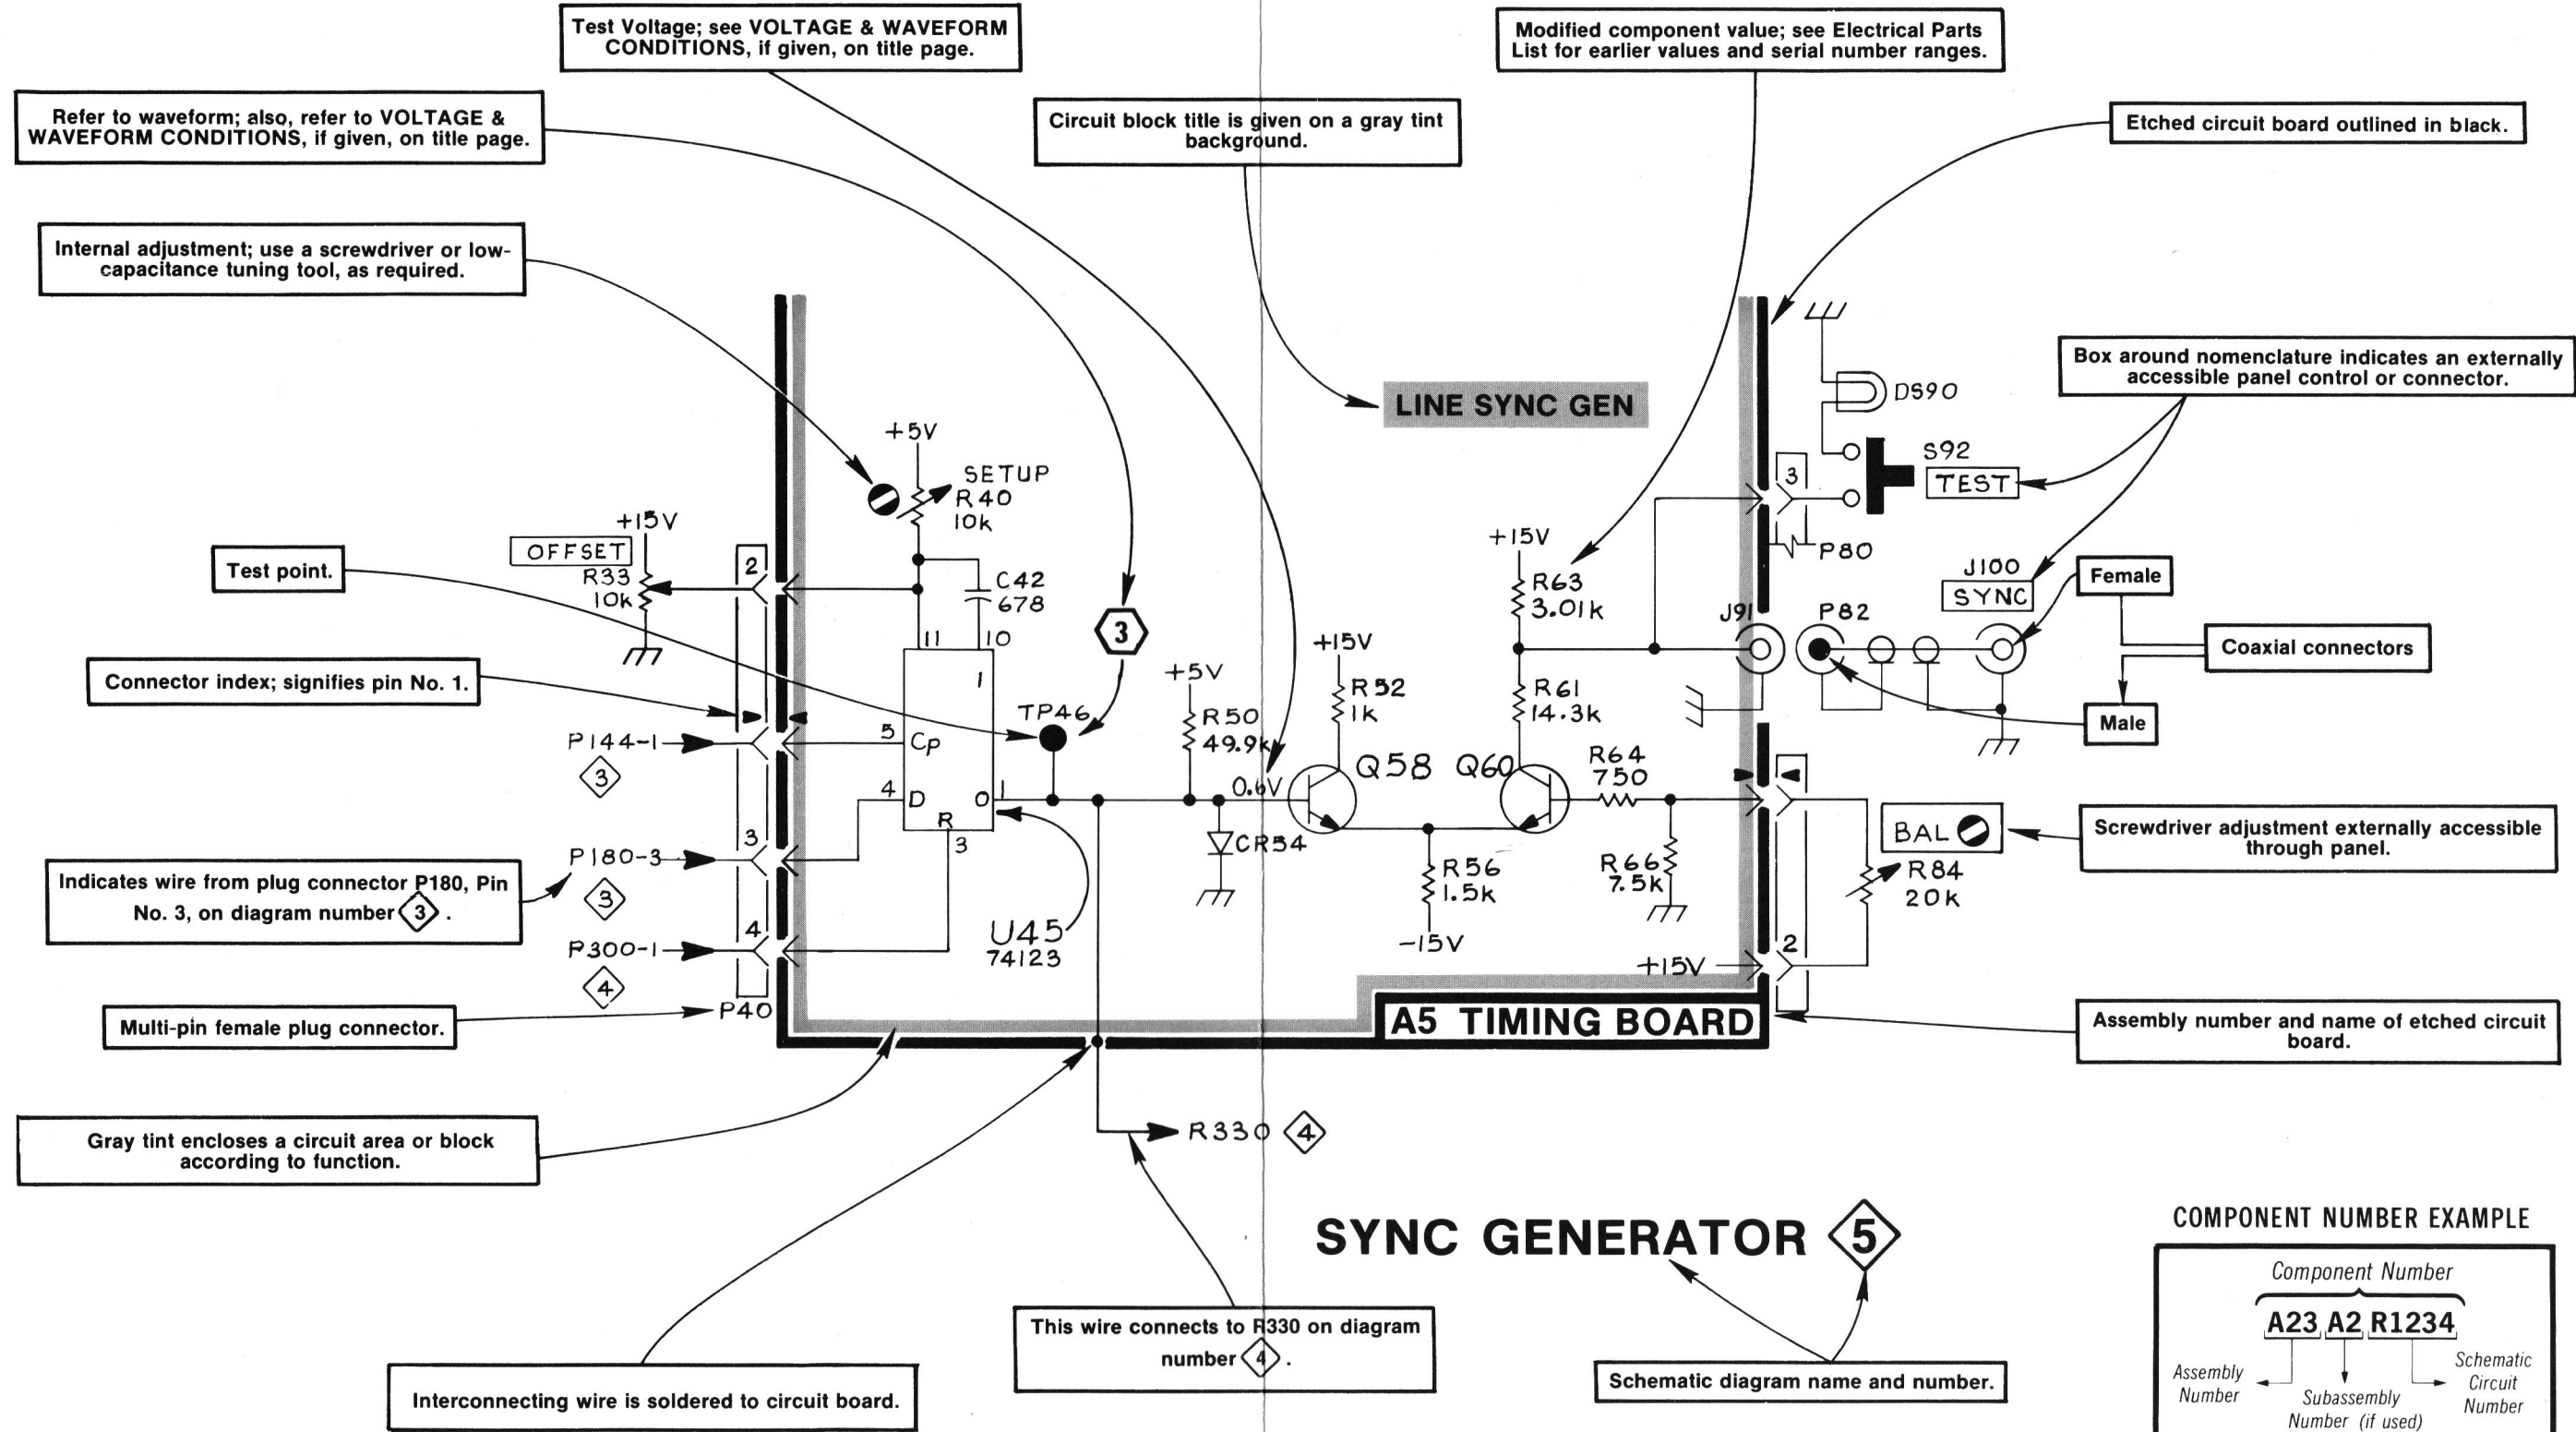 Test Voltage; see VOLTAGE & WAVEFORM
CONDITIONS, if given, on title page.
Modified component value; see Electrical Parts
List for earlier values and serial number ranges.
Refer to waveform; also, refer to VOLTAGE &
WAVEFORM CONDITIONS, if given, on title page.
Circuit block title is given on a gray tint
background.
Etched circuit board outlined in black.
Internal adjustment; use a screwdriver or low-
capacitance tuning tool, as required.
Box around nomenclature indicates an externally
accessible panel control or connector.
LINE SYNC GEN
DS90
+5V
SETUP
R40
10k
S92
TEST
3
+15V
OFFSET
R33
10k
2
Test point.
C42
678
3
+15V
R63
3.01k
P80
J100
SYNC
Female
J91
P82
Coaxial connectors
Male
11
10
1
+15V
R52
1k
R61
14.3k
Connector index; signifies pin No. 1.
+5V
R50
49.9k
TP46
P144-1
3
5
CP
Q58
Q60
R64
750
0.6V
4
D
O
1
R
3
BAL
Screwdriver adjustment externally accessible
through panel.
P180-3
3
3
CR54
R56
1.5k
R66
7.5k
R84
20k
Indicates wire from plug connector P180, Pin
No. 3, on diagram number 3 .
U45
74123
-15V
+15V
2
P300-1
4
4
P40
Multi-pin female plug connector.
A5 TIMING BOARD
Assembly number and name of etched circuit
board.
Gray tint encloses a circuit area or block
according to function.
R330 4
SYNC GENERATOR 5
COMPONENT NUMBER EXAMPLE
Component Number
A23 A2 R1234
Assembly
Number
Subassembly
Number (if used)
Schematic
Circuit
Number
This wire connects to R330 on diagram
number 4 .
Schematic diagram name and number.
Interconnecting wire is soldered to circuit board.